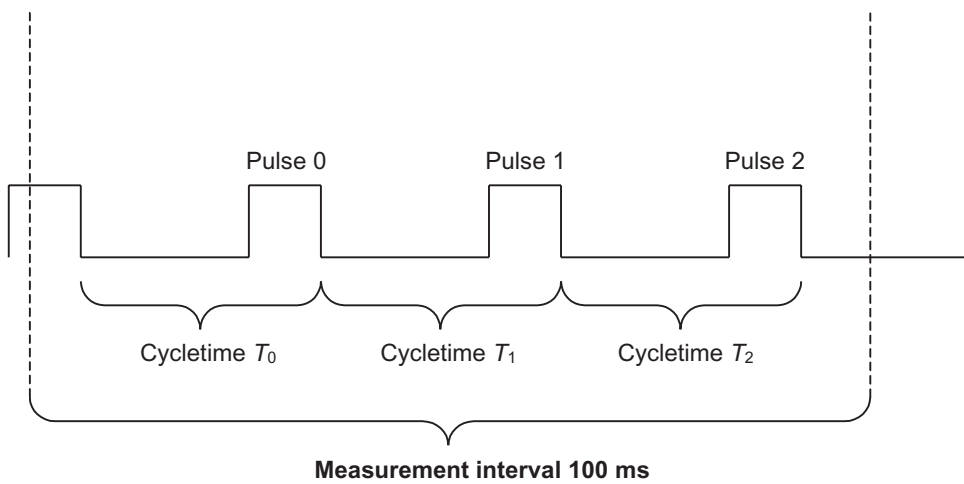 Pulse 0 Pulse 1 Pulse 2
Cycletime T₀ Cycletime T₁ Cycletime T₂
Measurement interval 100 ms